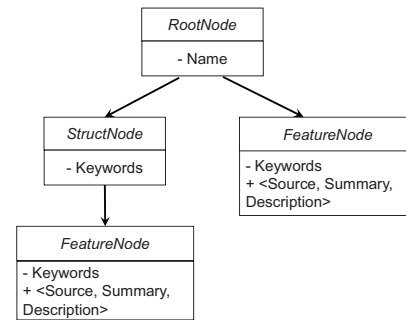 RootNode
- Name
StructNode
- Keywords
FeatureNode
- Keywords
+ <Source, Summary,
Description>
FeatureNode
- Keywords
+ <Source, Summary,
Description>